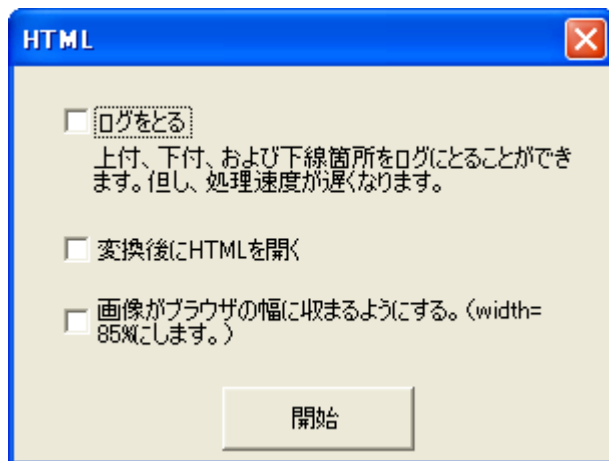 HTML
ログをとる
上付、下付、および下線箇所をログにとることができ
ます。但し、処理速度が遅くなります。
変換後にHTMLを開く
画像がブラウザの幅に収まるようにする。(width=
85%にします。)
開始